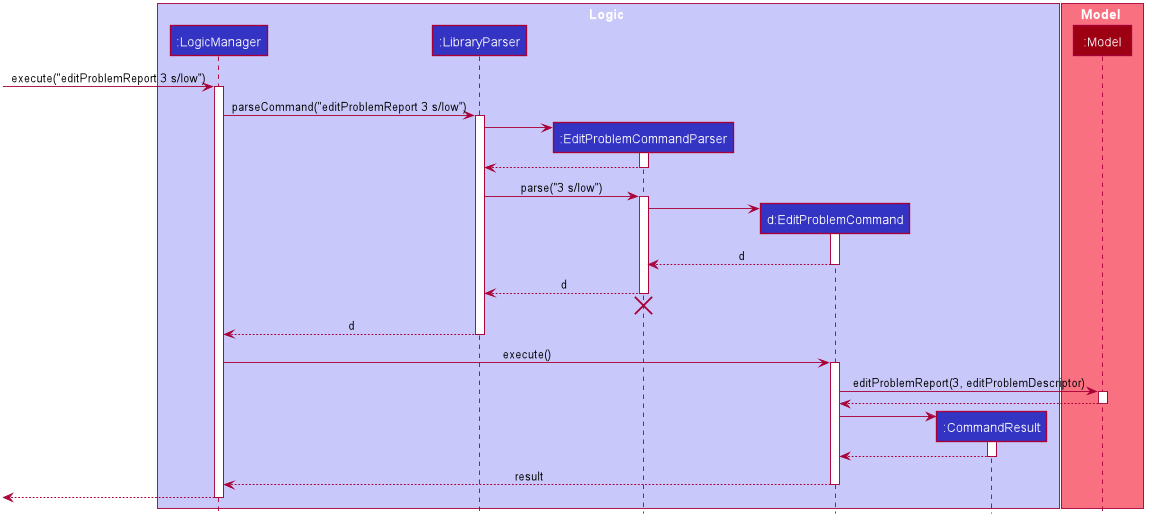 Logic
Model
:LogicManager
:LibraryParser
:Model
execute("editProblemReport 3 s/low")
parseCommand("editProblemReport 3 s/low")
:EditProblemCommandParser
parse("3 s/low")
d:EditProblemCommand
d
d
d
execute()
editProblemReport(3, editProblemDescriptor)
:CommandResult
result